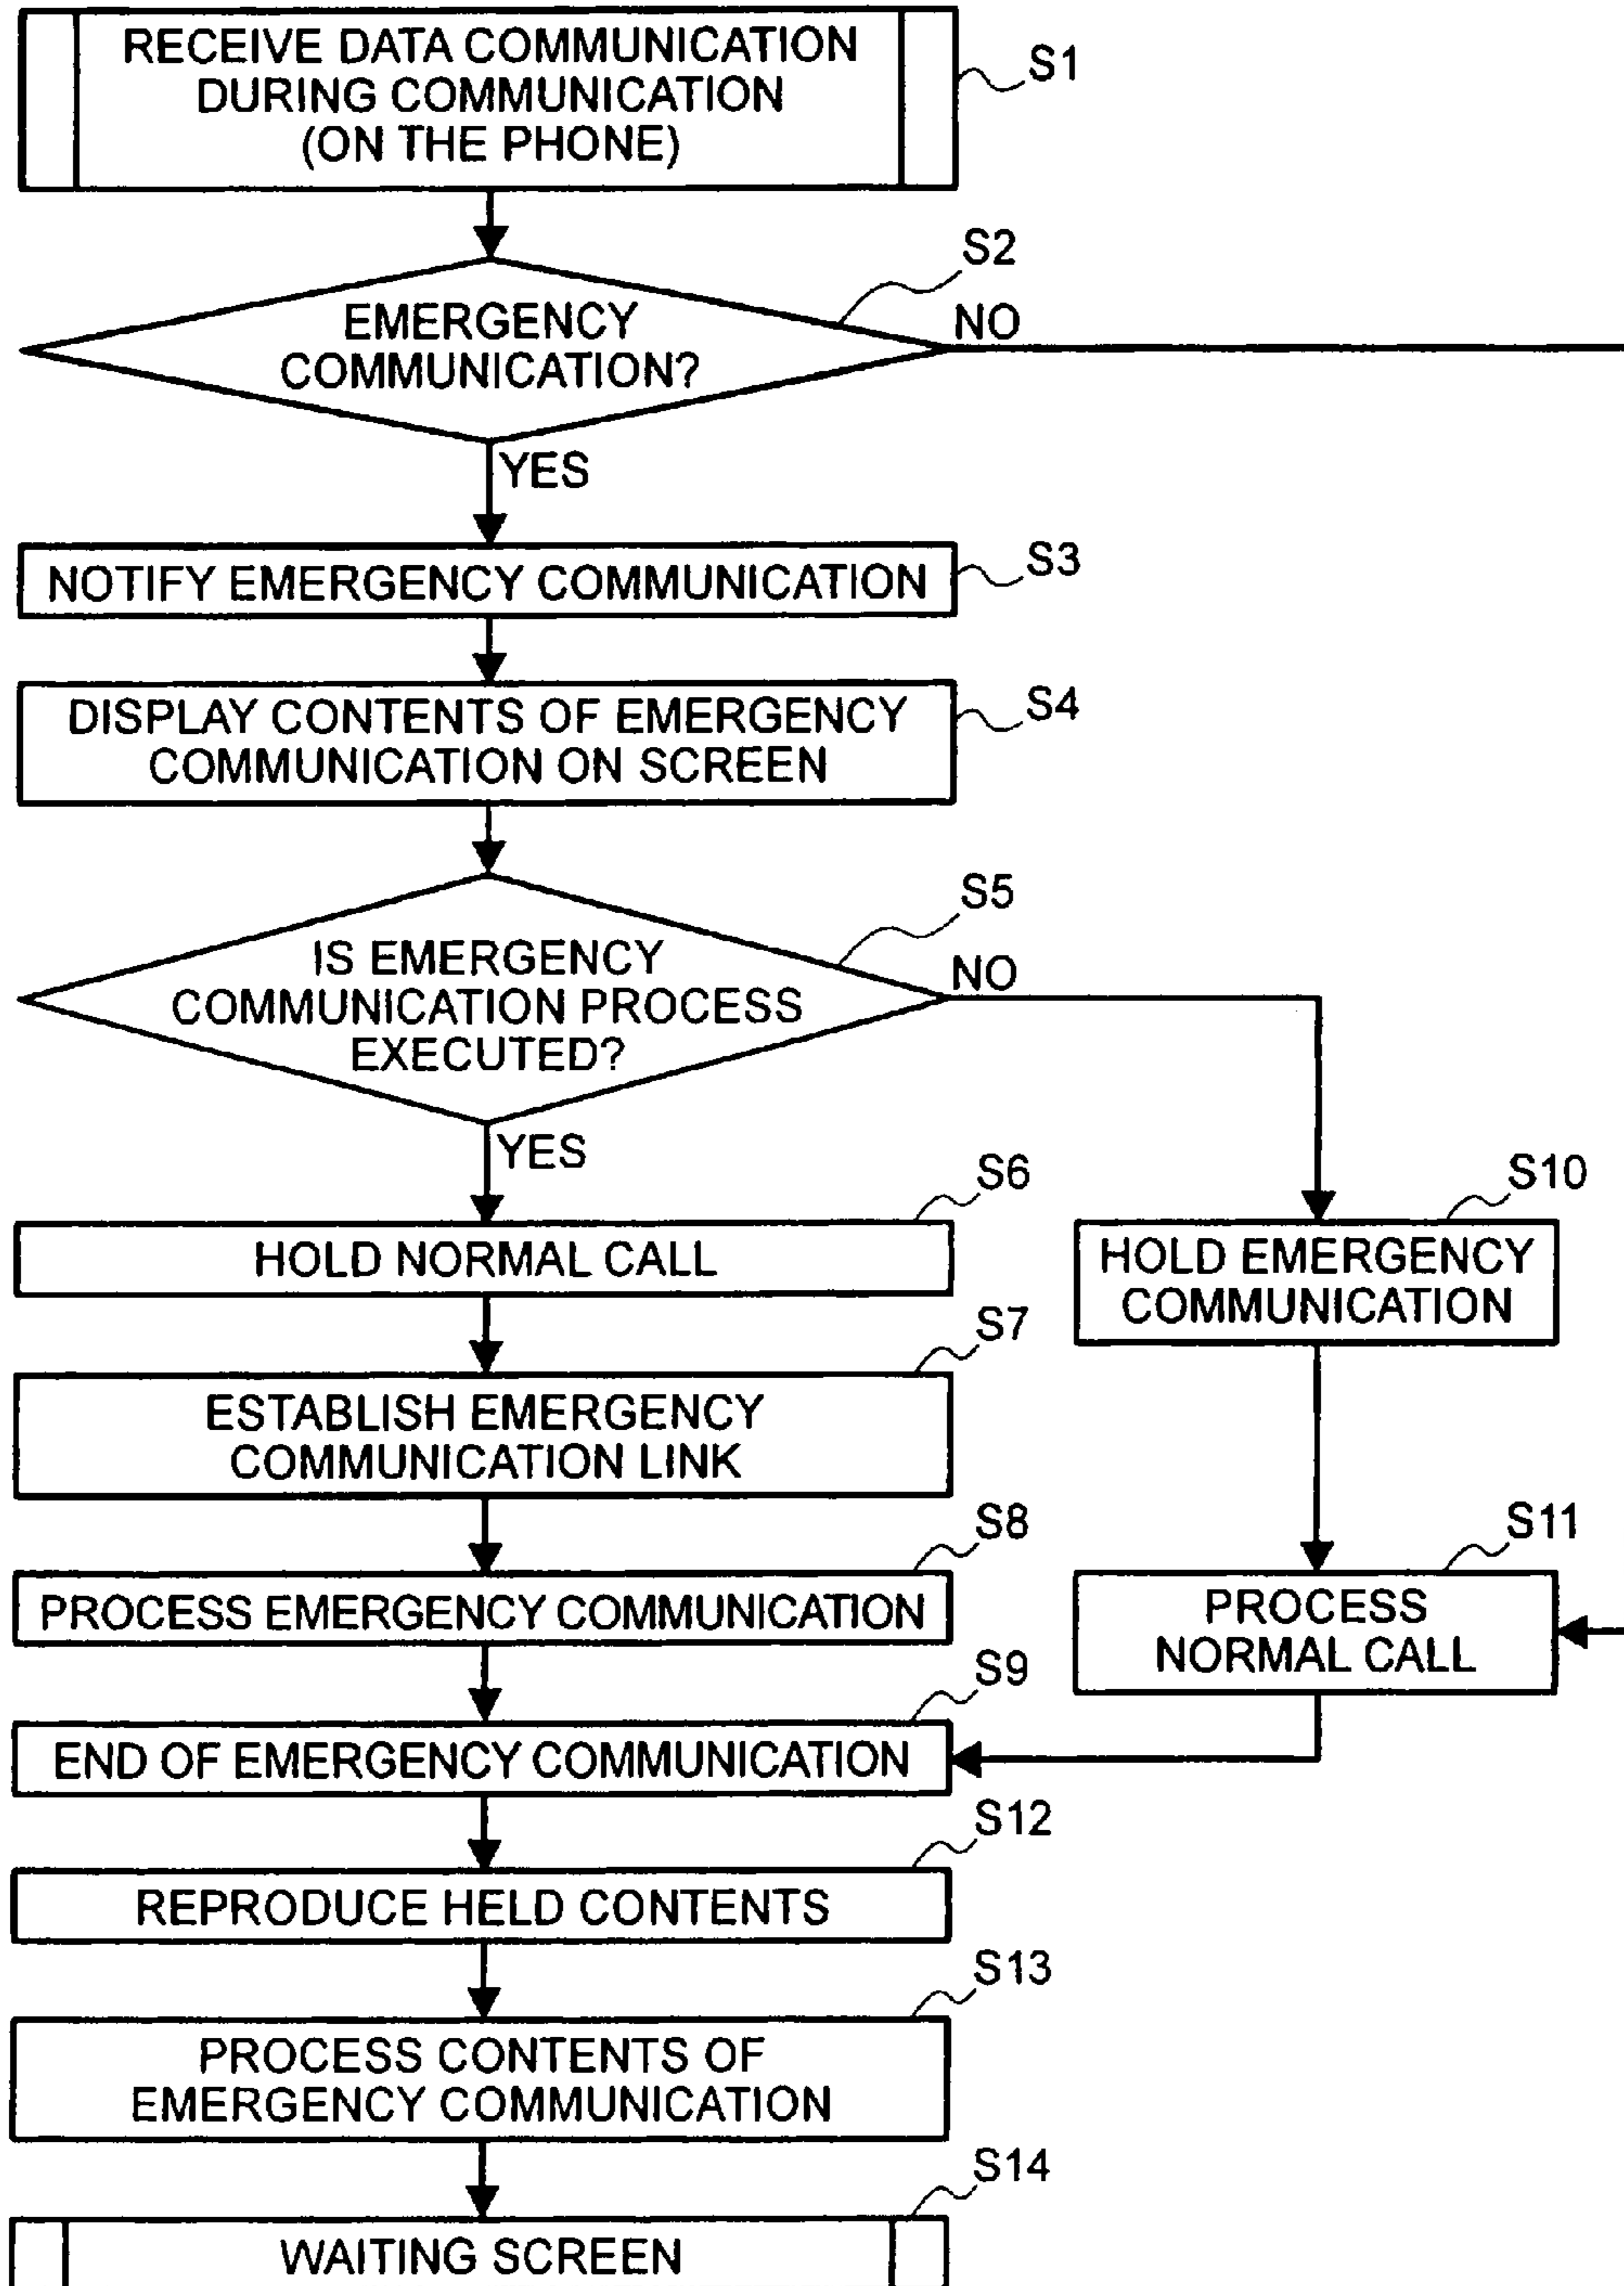 RECEIVE DATA COMMUNICATION
DURING COMMUNICATION
(ON THE PHONE)
S1
S2
EMERGENCY
COMMUNICATION?
NO
YES
NOTIFY EMERGENCY COMMUNICATION
S3
DISPLAY CONTENTS OF EMERGENCY
COMMUNICATION ON SCREEN
S4
S5
IS EMERGENCY
COMMUNICATION PROCESS
EXECUTED?
NO
YES
S6
HOLD NORMAL CALL
S10
HOLD EMERGENCY
COMMUNICATION
S7
ESTABLISH EMERGENCY
COMMUNICATION LINK
S8
PROCESS EMERGENCY COMMUNICATION
S11
PROCESS
NORMAL CALL
S9
END OF EMERGENCY COMMUNICATION
S12
REPRODUCE HELD CONTENTS
S13
PROCESS CONTENTS OF
EMERGENCY COMMUNICATION
S14
WAITING SCREEN